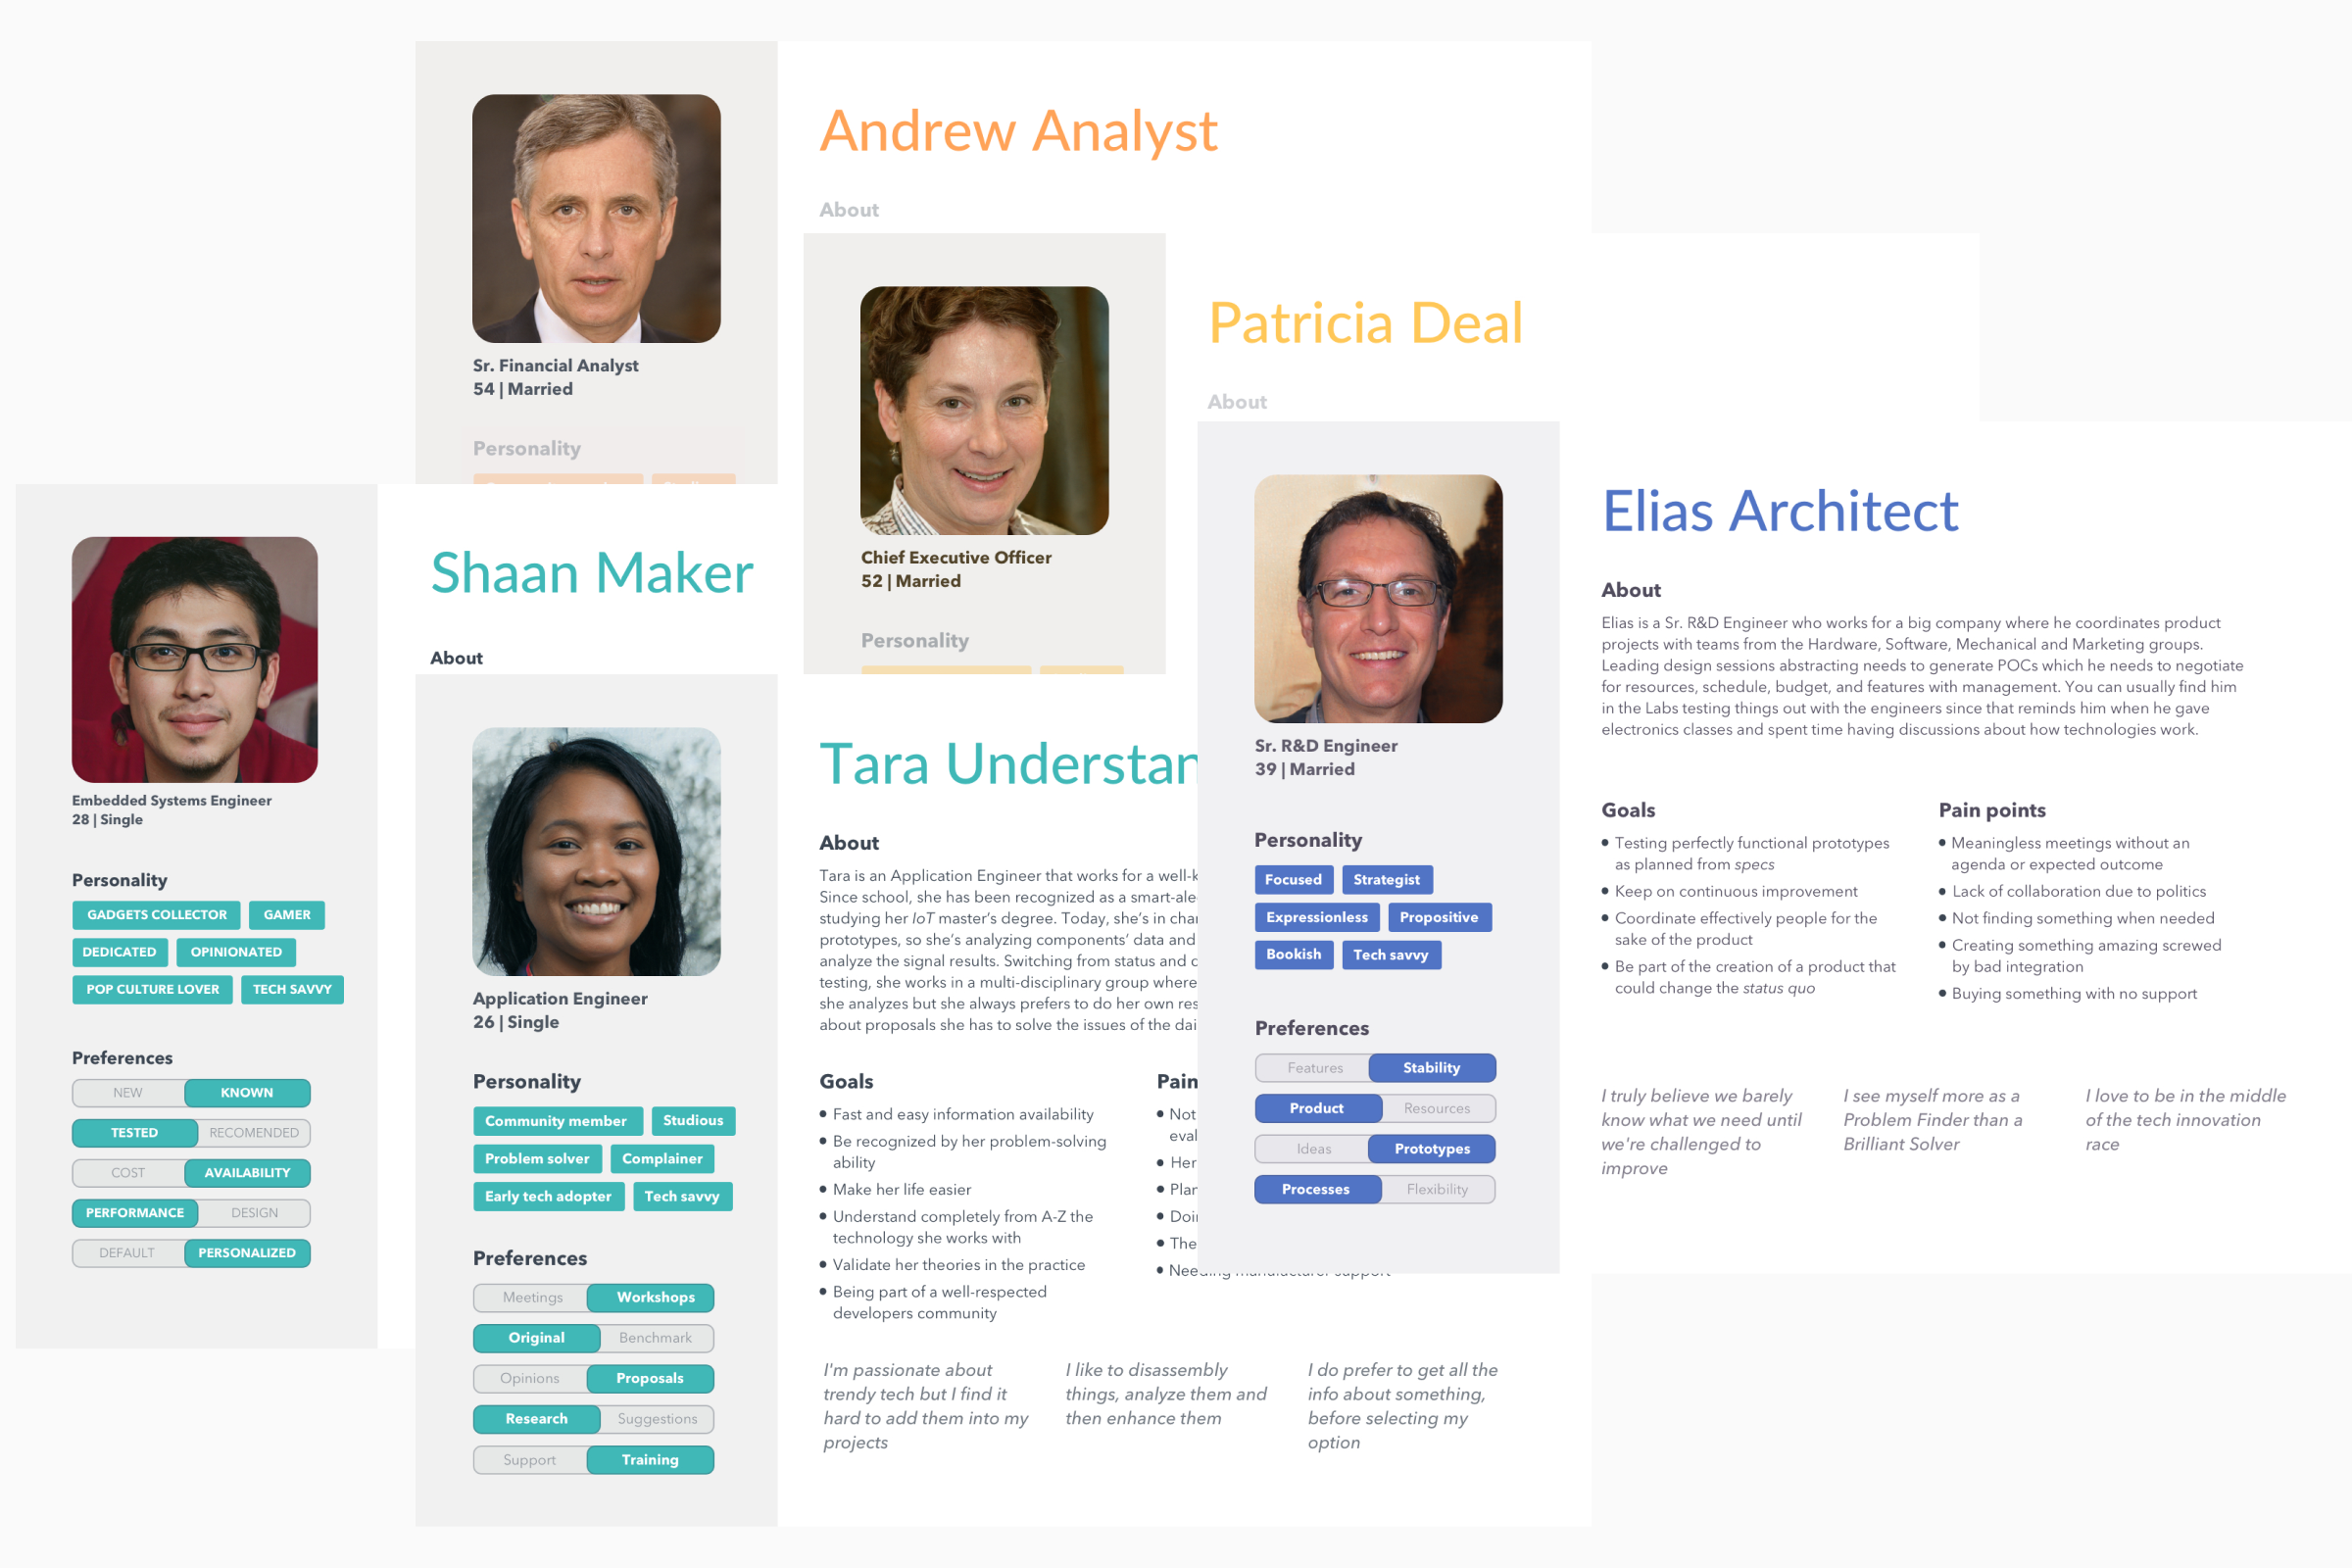 Andrew Analyst
About
Sr. Financial Analyst
54 | Married
Personality
Patricia Deal
About
Chief Executive Officer
52 | Married
Personality
Shaan Maker
About
Embedded Systems Engineer
28 | Single
Personality
GADGETS COLLECTOR GAMER
DEDICATED OPINIONATED
POP CULTURE LOVER TECH SAVVY
Preferences
NEW KNOWN
TESTED RECOMENDED
COST AVAILABILITY
PERFORMANCE DESIGN
DEFAULT PERSONALIZED
Tara Understan
Application Engineer
26 | Single
Personality
Community member Studious
Problem solver Complainer
Early tech adopter Tech savvy
Preferences
Meetings Workshops
Original Benchmark
Opinions Proposals
Research Suggestions
Support Training
About
Tara is an Application Engineer that works for a well-k
Since school, she has been recognized as a smart-ale
studying her IoT master's degree. Today, she's in char
prototypes, so she's analyzing components' data and
analyze the signal results. Switching from status and
testing, she works in a multi-disciplinary group where
she analyzes but she always prefers to do her own res
about proposals she has to solve the issues of the dai
Goals
Fast and easy information availability
Be recognized by her problem-solving
ability
Make her life easier
Understand completely from A-Z the
technology she works with
Validate her theories in the practice
Being part of a well-respected
developers community
Pain
Not
eval
Her
Plan
Doin
The
Needing manufacturer support
I'm passionate about
trendy tech but I find it
hard to add them into my
projects
I like to disassembly
things, analyze them and
then enhance them
I do prefer to get all the
info about something,
before selecting my
option
Elias Architect
Sr. R&D Engineer
39 | Married
Personality
Focused Strategist
Expressionless Propositive
Bookish Tech savvy
Preferences
Features Stability
Product Resources
Ideas Prototypes
Processes Flexibility
About
Elias is a Sr. R&D Engineer who works for a big company where he coordinates product
projects with teams from the Hardware, Software, Mechanical and Marketing groups.
Leading design sessions abstracting needs to generate POCs which he needs to negotiate
for resources, schedule, budget, and features with management. You can usually find him
in the Labs testing things out with the engineers since that reminds him when he gave
electronics classes and spent time having discussions about how technologies work.
Goals
Testing perfectly functional prototypes
as planned from specs
Keep on continuous improvement
Coordinate effectively people for the
sake of the product
Be part of the creation of a product that
could change the status quo
Pain points
Meaningless meetings without an
agenda or expected outcome
Lack of collaboration due to politics
Not finding something when needed
Creating something amazing screwed
by bad integration
Buying something with no support
I truly believe we barely
know what we need until
we're challenged to
improve
I see myself more as a
Problem Finder than a
Brilliant Solver
I love to be in the middle
of the tech innovation
race